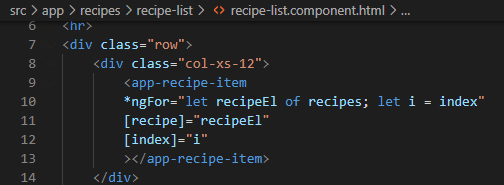 src > app > recipes > recipe-list > <> recipe-list.component.html > ...
6 <hr>
7 <div class="row">
8 <div class="col-xs-12">
9 <app-recipe-item
10 *ngFor="let recipeEl of recipes; let i = index"
11 [recipe]="recipeEl"
12 [index]="i"
13 ></app-recipe-item>
14 </div>